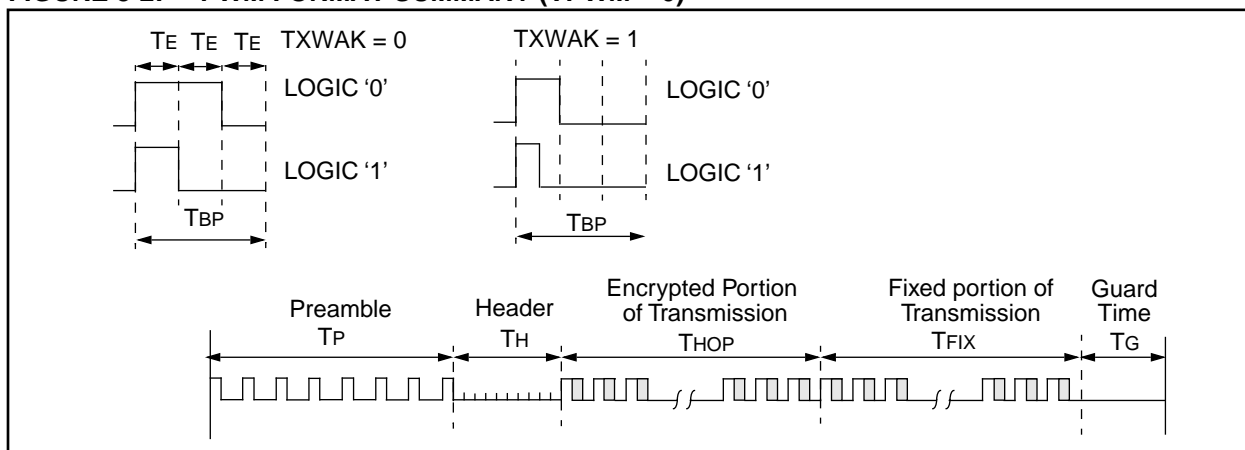 TE TE TE TXWAK = 0
LOGIC ‘0’
LOGIC ‘1’
TBP
TXWAK = 1
LOGIC ‘0’
LOGIC ‘1’
TBP
Preamble
TP
Header
TH
Encrypted Portion
of Transmission
THOP
Fixed portion of
Transmission
TFIX
Guard
Time
TG